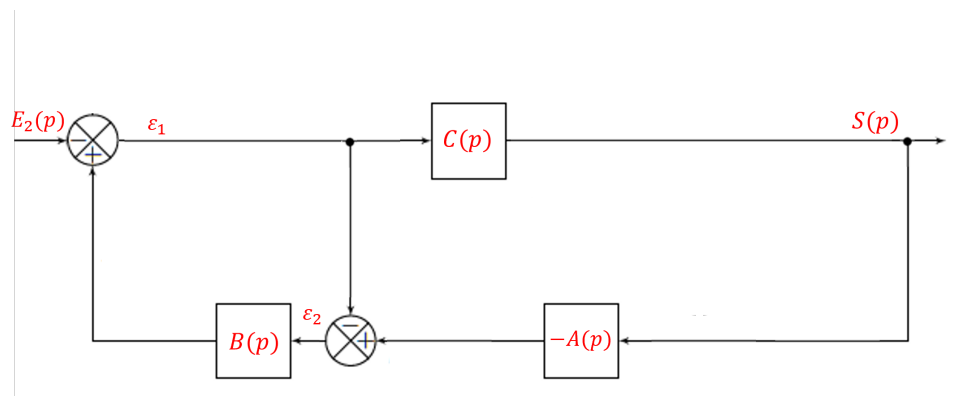 E₂(p)
−
+
ε₁
C(p)
S(p)
B(p)
ε₂
−
+
−A(p)